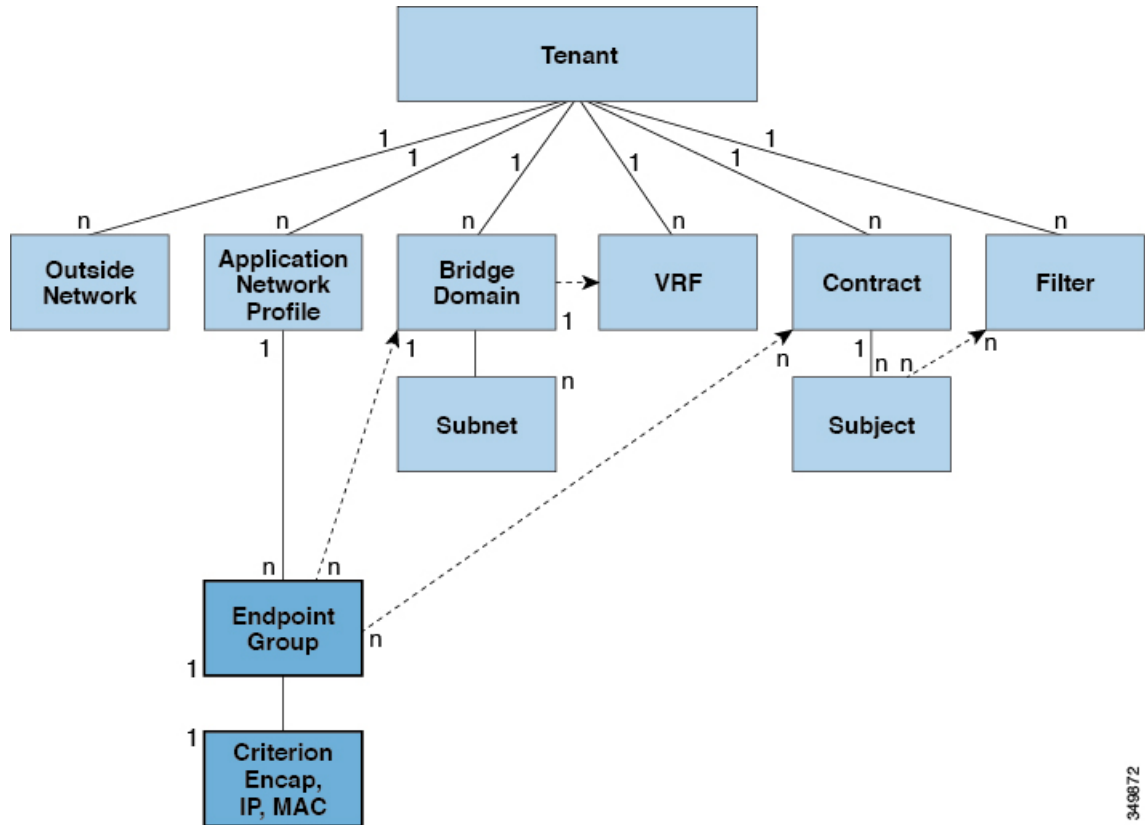 Tenant
1
1
1
1
1
1
n
n
n
n
n
n
Outside
Network
Application
Network
Profile
Bridge
Domain
VRF
Contract
Filter
1
1
1
n
1
n
n
n
n
Subnet
Subject
n
n
Endpoint
Group
n
1
1
Criterion
Encap,
IP, MAC
349872